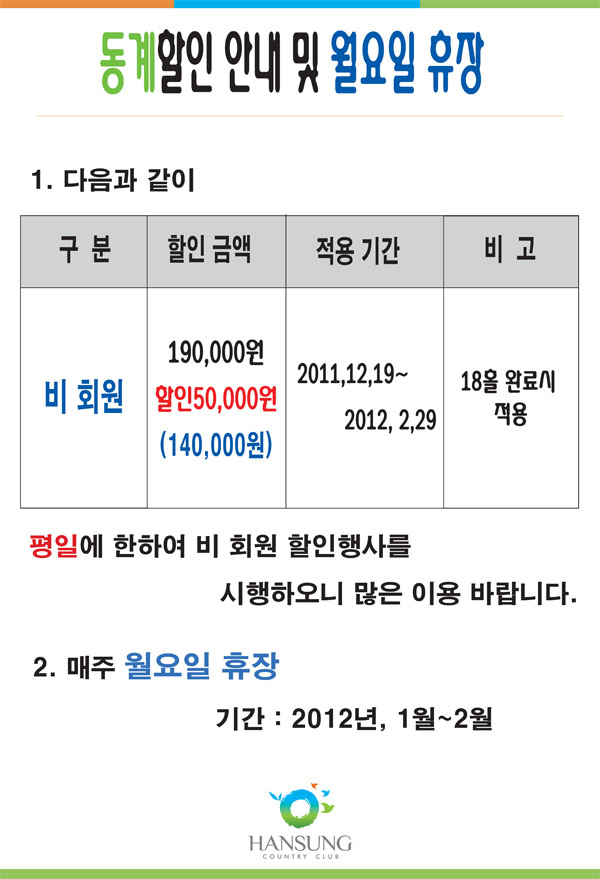 동계할인 안내 및 월요일 휴장
1. 다음과 같이
구 분 할인 금액 적용 기간 비 고
비 회원
190,000원
할인50,000원
(140,000원)
2011,12,19~
2012, 2,29
18홀 완료시
적용
평일에 한하여 비 회원 할인행사를
시행하오니 많은 이용 바랍니다.
2. 매주 월요일 휴장
기간 : 2012년, 1월~2월
HANSUNG
COUNTRY CLUB